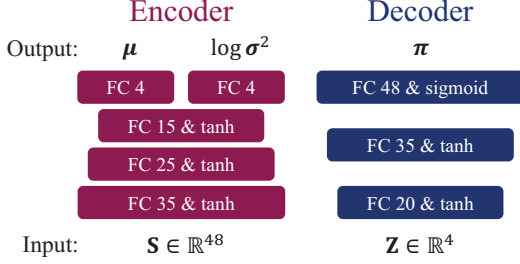 Encoder Decoder
Output: μ log σ² π
FC 4 FC 4 FC 48 & sigmoid
FC 15 & tanh
FC 35 & tanh
FC 25 & tanh
FC 35 & tanh FC 20 & tanh
Input: S ∈ ℝ⁴⁸ Z ∈ ℝ⁴